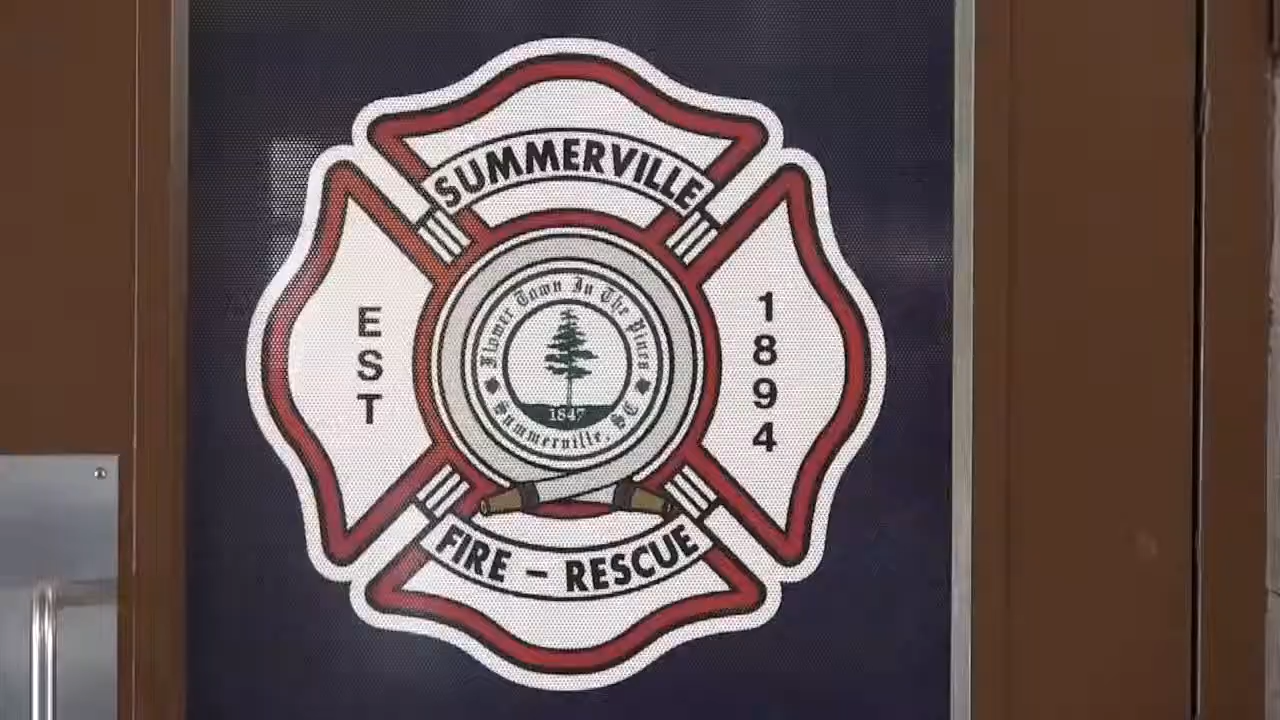 SUMMERVILLE
EST
1894
Flower Town In The Pines
1847
Summerville, SC
FIRE – RESCUE